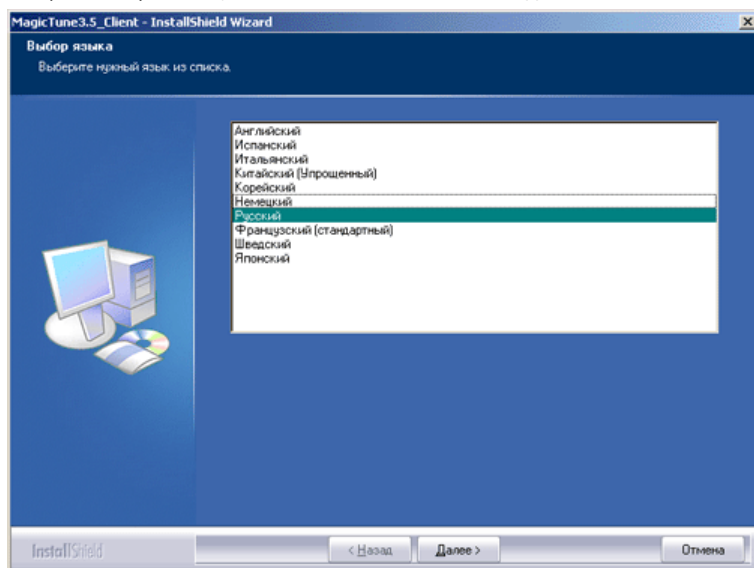 MagicTune3.5_Client - InstallShield Wizard
Выбор языка
Выберите нужный язык из списка.
Английский
Испанский
Итальянский
Китайский (Упрощенный)
Корейский
Немецкий
Русский
Французский (стандартный)
Шведский
Японский
InstallShield
< Назад
Далее >
Отмена